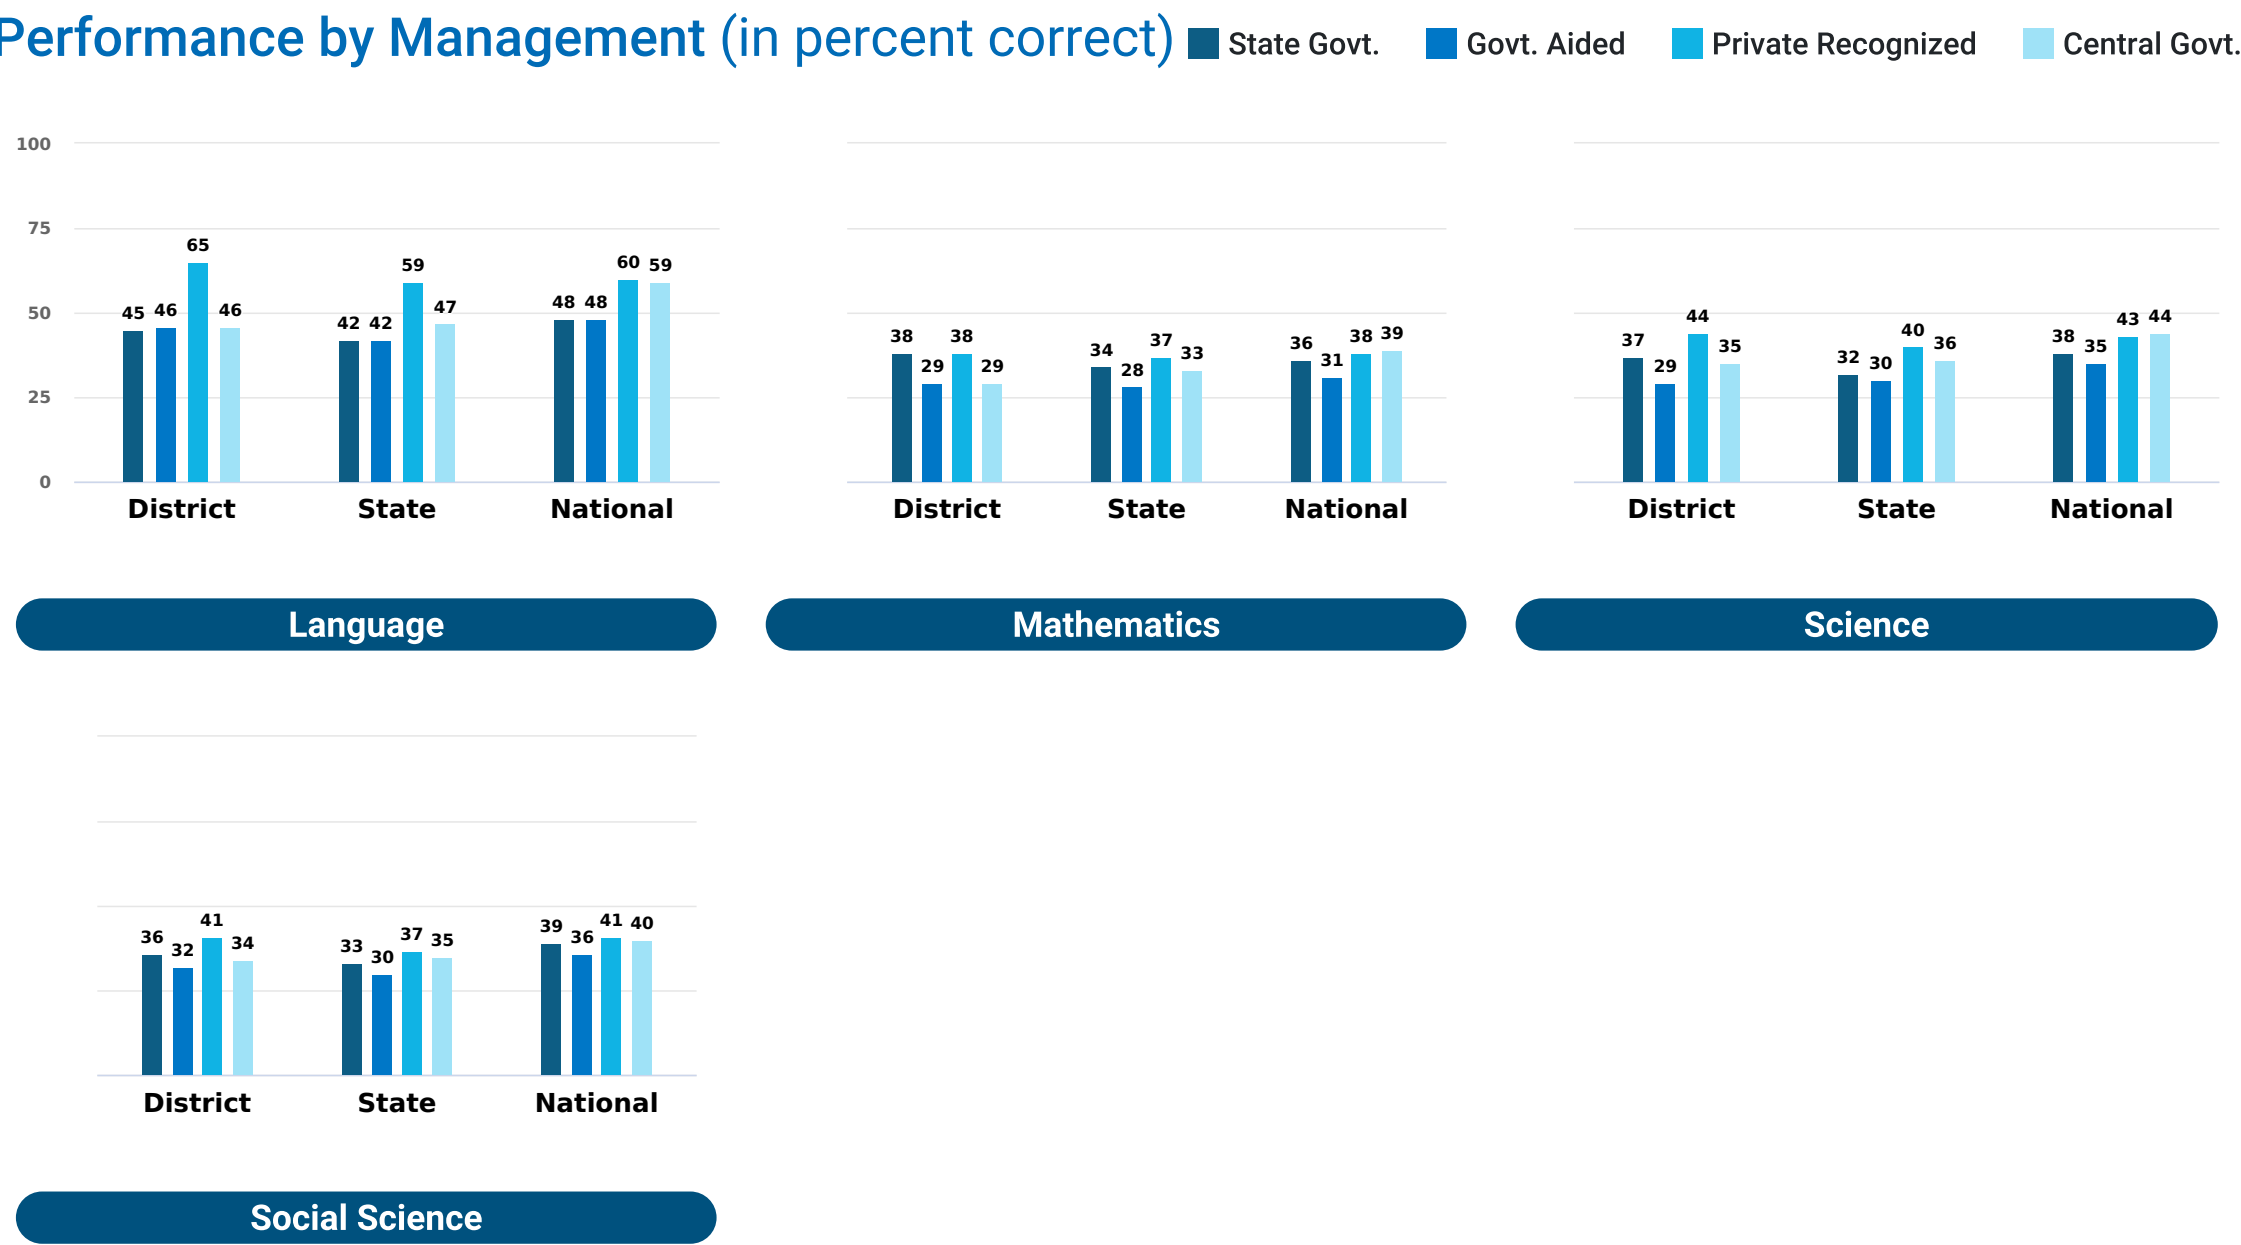 Performance by Management (in percent correct) State Govt. Govt. Aided Private Recognized Central Govt.
100
75
50
25
0
45 46 65 46 42 42 59 47 48 48 60 59
District State National
Language
38 29 38 29 34 28 37 33 36 31 38 39
District State National
Mathematics
37 29 44 35 32 30 40 36 38 35 43 44
District State National
Science
36 32 41 34 33 30 37 35 39 36 41 40
District State National
Social Science